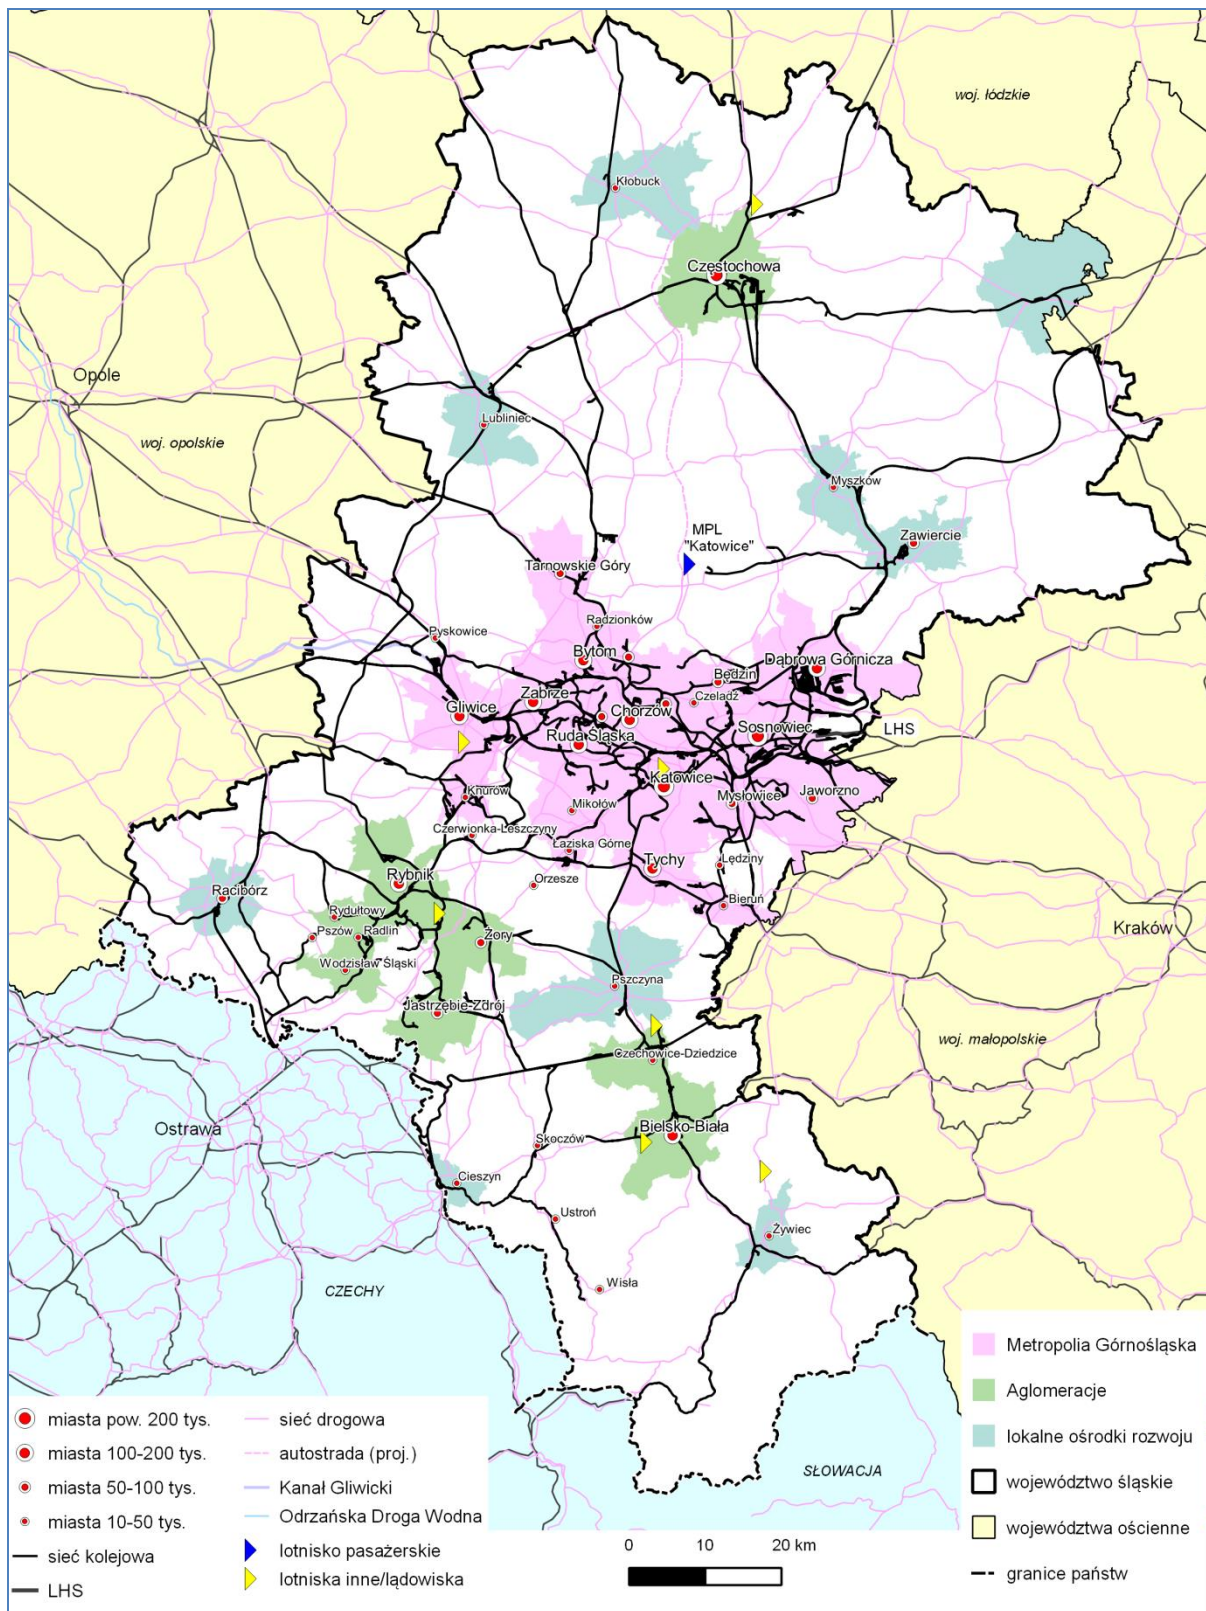 woj. łódzkie
Kłobuck
Częstochowa
Opole
Lubliniec
woj. opolskie
Myszków
MPL
"Katowice"
Zawiercie
Tarnowskie Góry
Radzionków
Pyskowice
Bytom
Dąbrowa Górnicza
Będzin
Zabrze
Czeladź
Gliwice
Chorzów
Sosnowiec
LHS
Ruda Śląska
Katowice
Knurów
Mysłowice
Jaworzno
Mikołów
Czerwionka-Leszczyny
Łaziska Górne
Tychy
Lędziny
Rybnik
Orzesze
Racibórz
Bieruń
Rydułtowy
Kraków
Pszów
Radlin
Żory
Wodzisław Śląski
Pszczyna
Jastrzębie-Zdrój
woj. małopolskie
Czechowice-Dziedzice
Ostrawa
Bielsko-Biała
Skoczów
Cieszyn
Ustroń
Żywiec
Wisła
CZECHY
SŁOWACJA
miasta pow. 200 tys.
miasta 100-200 tys.
miasta 50-100 tys.
miasta 10-50 tys.
sieć kolejowa
LHS
sieć drogowa
autostrada (proj.)
Kanał Gliwicki
Odrzańska Droga Wodna
lotnisko pasażerskie
lotniska inne/lądowiska
0 10 20 km
Metropolia Górnośląska
Aglomeracje
lokalne ośrodki rozwoju
województwo śląskie
województwa ościenne
granice państw